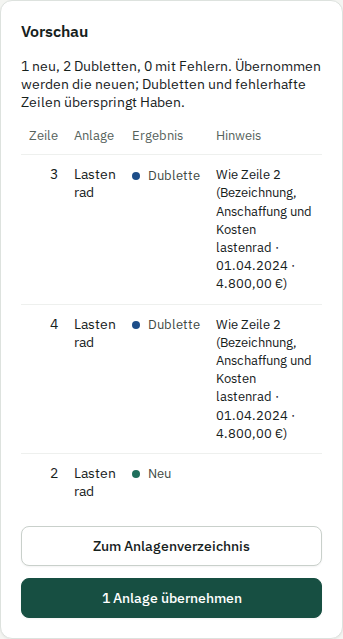 Vorschau
1 neu, 2 Dubletten, 0 mit Fehlern. Übernommen
werden die neuen; Dubletten und fehlerhafte
Zeilen überspringt Haben.
Zeile Anlage Ergebnis Hinweis
3 Lasten Dublette Wie Zeile 2
rad (Bezeichnung,
Anschaffung und
Kosten
lastenrad ·
01.04.2024 ·
4.800,00 €)
4 Lasten Dublette Wie Zeile 2
rad (Bezeichnung,
Anschaffung und
Kosten
lastenrad ·
01.04.2024 ·
4.800,00 €)
2 Lasten Neu
rad
Zum Anlagenverzeichnis
1 Anlage übernehmen